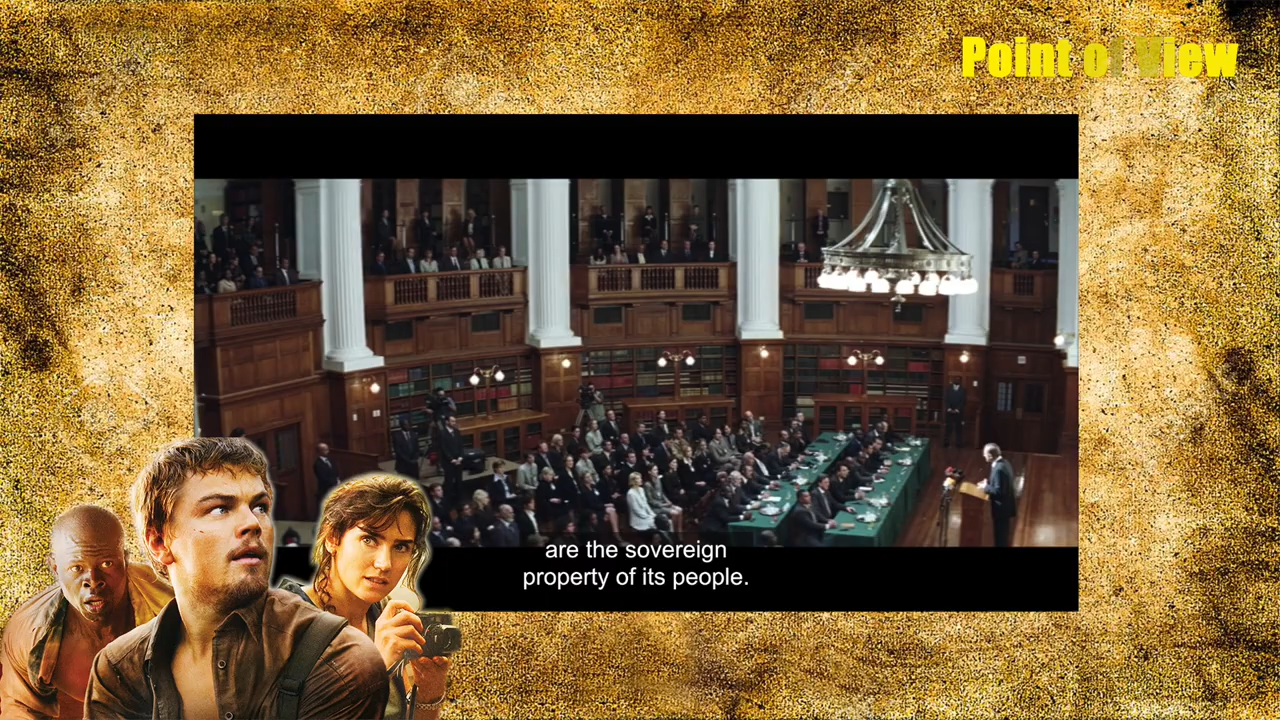 Point of View
are the sovereign
property of its people.